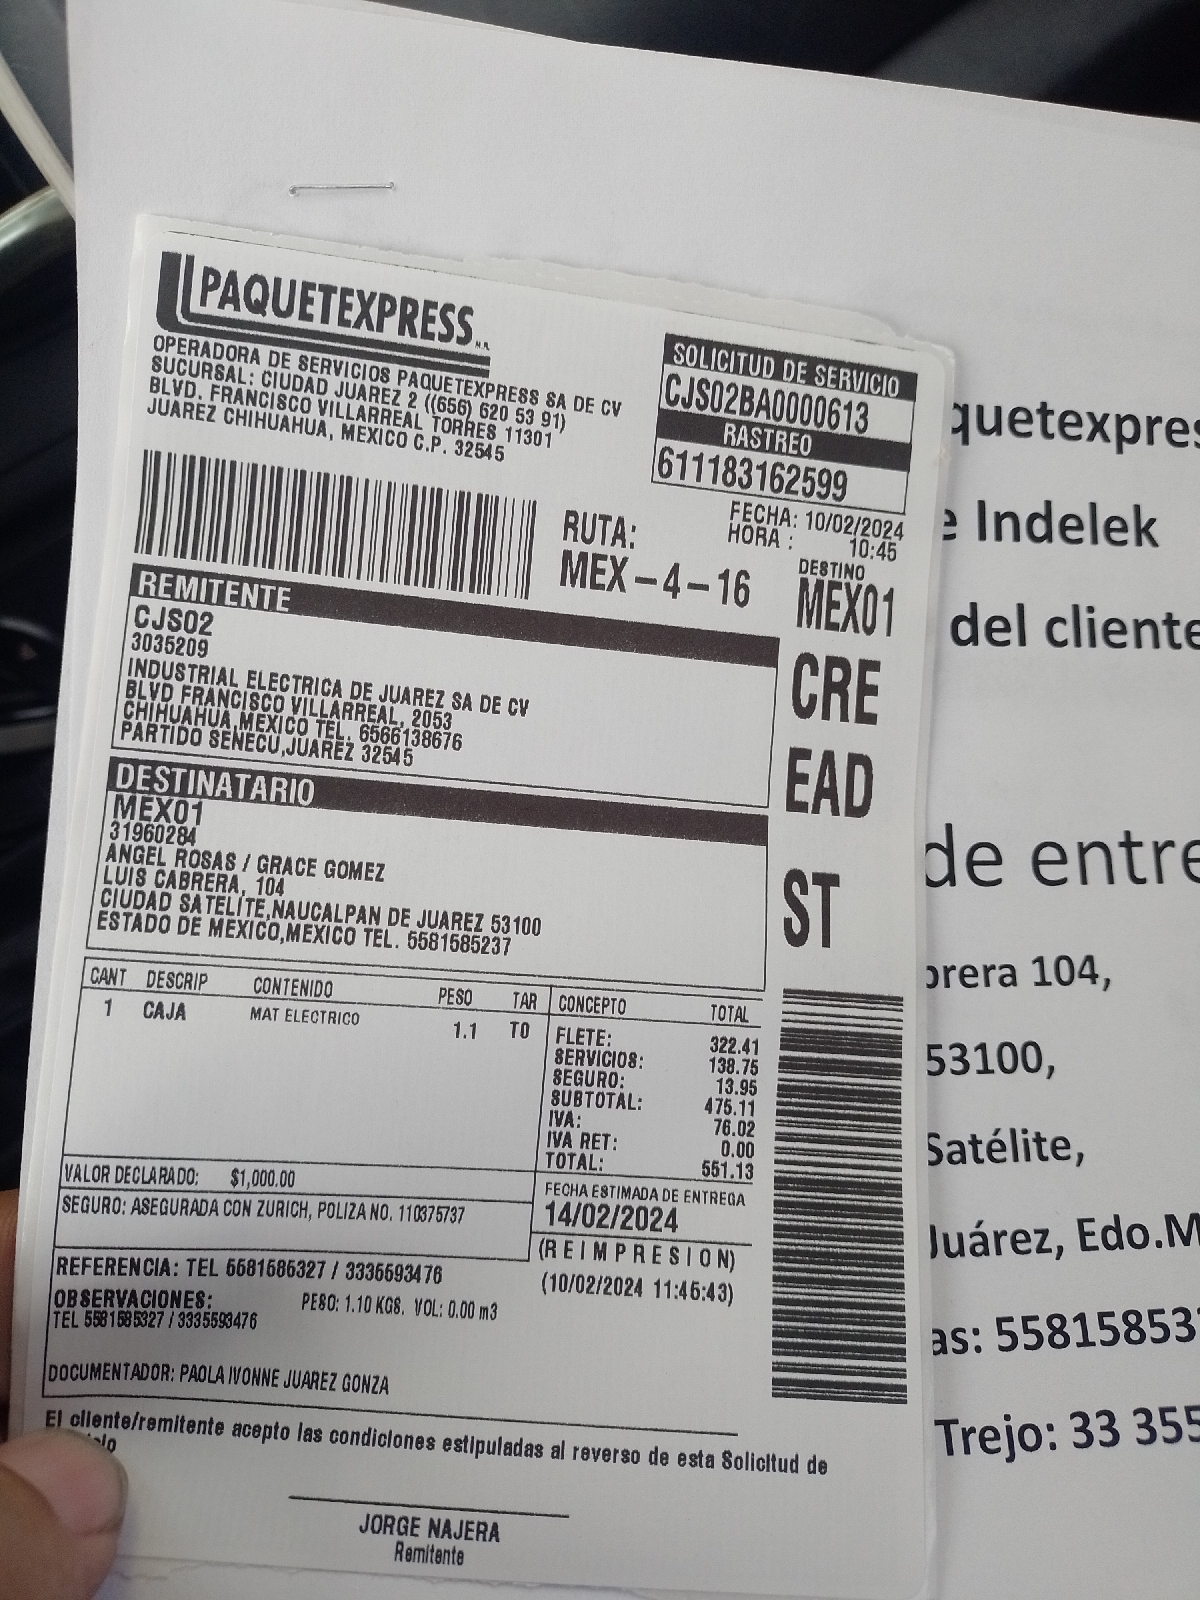 PAQUETEXPRESS M.R.
OPERADORA DE SERVICIOS PAQUETEXPRESS SA DE CV
SUCURSAL: CIUDAD JUAREZ 2 ((656) 620 53 91)
BLVD. FRANCISCO VILLARREAL TORRES 11301
JUAREZ CHIHUAHUA, MEXICO C.P. 32545
SOLICITUD DE SERVICIO
CJS02BA0000613
RASTREO
611183162599
FECHA: 10/02/2024
HORA : 10:45
RUTA:
MEX-4-16
DESTINO
MEX01
CRE
EAD
ST
REMITENTE
CJS02
3035209
INDUSTRIAL ELECTRICA DE JUAREZ SA DE CV
BLVD FRANCISCO VILLARREAL, 2053
CHIHUAHUA,MEXICO TEL. 6566138676
PARTIDO SENECU,JUAREZ 32545
DESTINATARIO
MEX01
31960284
ANGEL ROSAS / GRACE GOMEZ
LUIS CABRERA, 104
CIUDAD SATELITE,NAUCALPAN DE JUAREZ 53100
ESTADO DE MEXICO,MEXICO TEL. 5581585237
CANT DESCRIP CONTENIDO PESO TAR
1 CAJA MAT ELECTRICO 1.1 T0
CONCEPTO TOTAL
FLETE: 322.41
SERVICIOS: 138.75
SEGURO: 13.95
SUBTOTAL: 475.11
IVA: 76.02
IVA RET: 0.00
TOTAL: 551.13
VALOR DECLARADO: $1,000.00
SEGURO: ASEGURADA CON ZURICH, POLIZA NO. 110375737
FECHA ESTIMADA DE ENTREGA
14/02/2024
(REIMPRESION)
(10/02/2024 11:45:43)
REFERENCIA: TEL 5581585327 / 3335593476
OBSERVACIONES: PESO: 1.10 KGS. VOL: 0.00 m3
TEL 5581585327 / 3335593476
DOCUMENTADOR: PAOLA IVONNE JUAREZ GONZA
El cliente/remitente acepto las condiciones estipuladas al reverso de esta Solicitud de
JORGE NAJERA
Remitente
quetexpres
e Indelek
del cliente
de entre
brera 104,
53100,
Satélite,
Juárez, Edo.M
as: 55815853
Trejo: 33 355